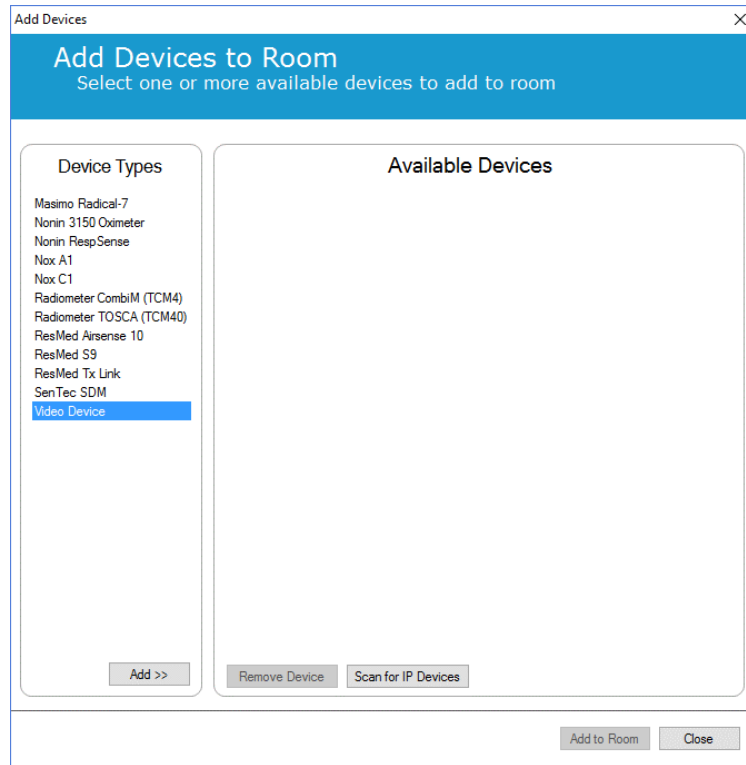 Add Devices
Add Devices to Room
Select one or more available devices to add to room
Device Types
Masimo Radical-7
Nonin 3150 Oximeter
Nonin RespSense
Nox A1
Nox C1
Radiometer CombiM (TCM4)
Radiometer TOSCA (TCM40)
ResMed Airsense 10
ResMed S9
ResMed Tx Link
SenTec SDM
Video Device
Add >>
Available Devices
Remove Device
Scan for IP Devices
Add to Room
Close